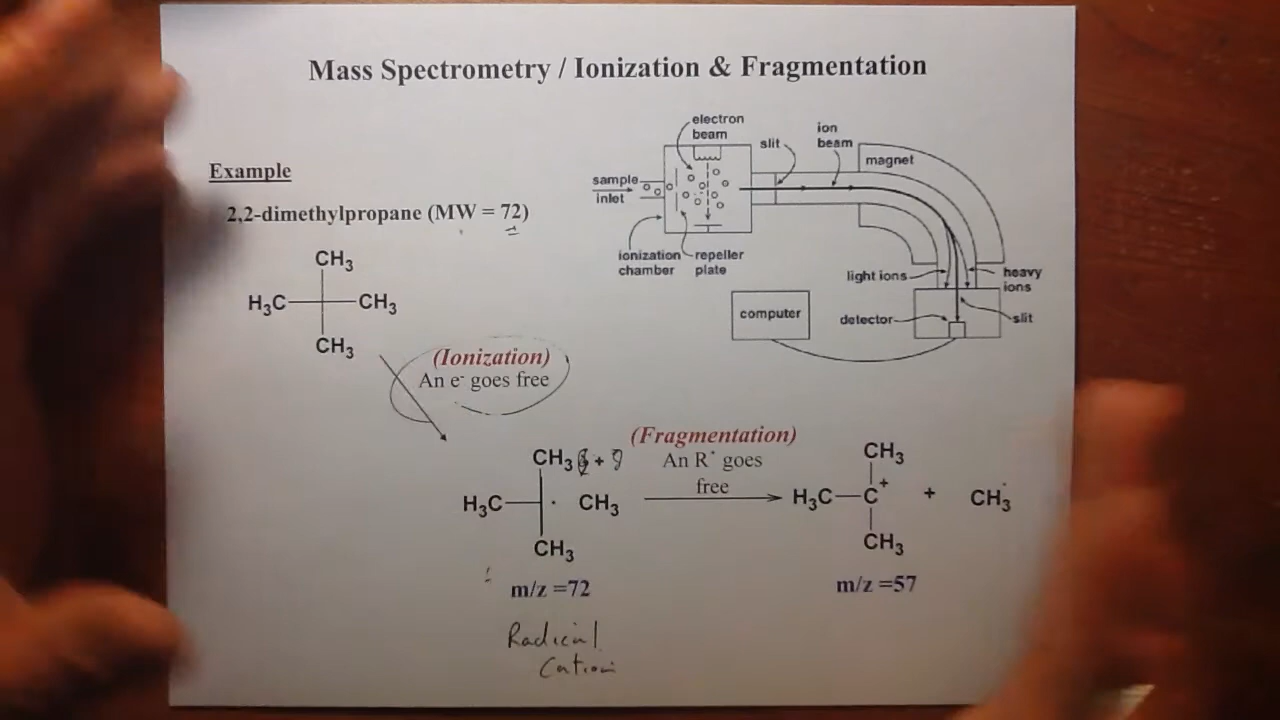 Mass Spectrometry / Ionization & Fragmentation
Example
2,2-dimethylpropane (MW = 72)
CH₃
H₃C CH₃
CH₃
electron
beam
slit
ion
beam
magnet
sample
inlet
ionization
chamber
repeller
plate
light ions
heavy
ions
computer
detector
slit
(Ionization)
An e⁻ goes free
CH₃ +
H₃C · CH₃
CH₃
m/z =72
Radical
Cation
(Fragmentation)
An R˙ goes
free
CH₃
H₃C—C⁺ + CH₃˙
CH₃
m/z =57